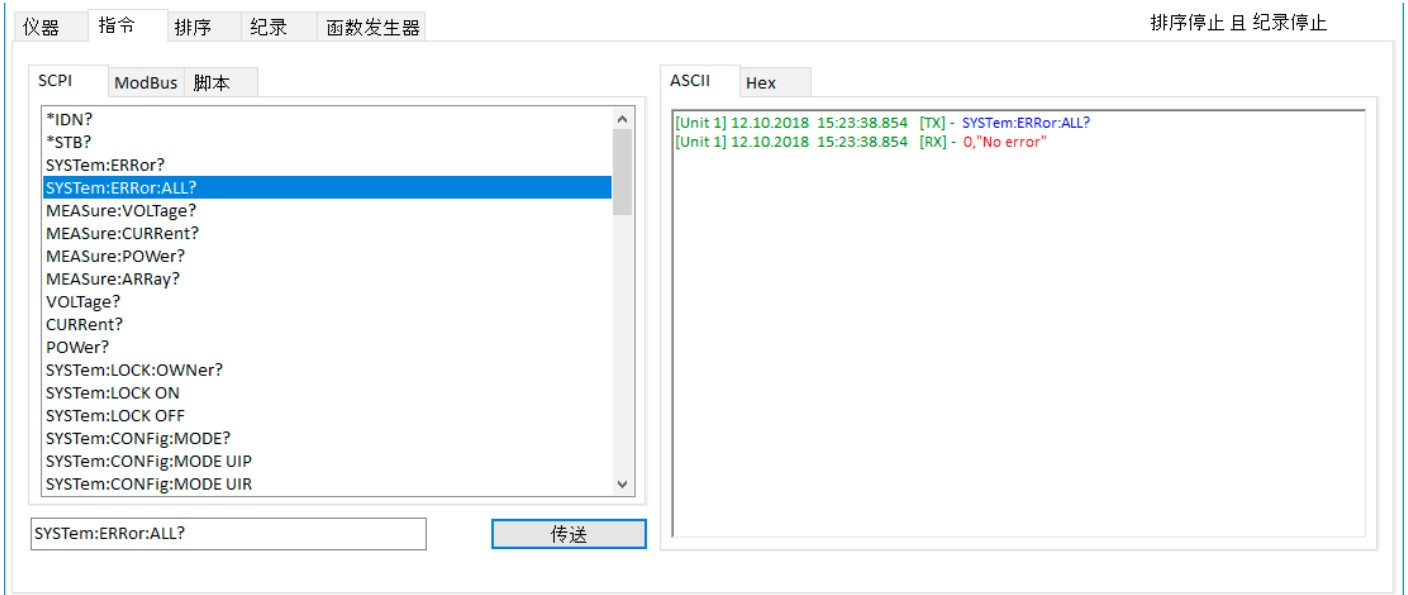 仪器 指令 排序 纪录 函数发生器 排序停止 且 纪录停止
SCPI ModBus 脚本
*IDN?
*STB?
SYSTem:ERRor?
SYSTem:ERRor:ALL?
MEASure:VOLTage?
MEASure:CURRent?
MEASure:POWer?
MEASure:ARRay?
VOLTage?
CURRent?
POWer?
SYSTem:LOCK:OWNer?
SYSTem:LOCK ON
SYSTem:LOCK OFF
SYSTem:CONFig:MODE?
SYSTem:CONFig:MODE UIP
SYSTem:CONFig:MODE UIR
SYSTem:ERRor:ALL? 传送
ASCII Hex
[Unit 1] 12.10.2018 15:23:38.854 [TX] - SYSTem:ERRor:ALL?
[Unit 1] 12.10.2018 15:23:38.854 [RX] - 0,"No error"